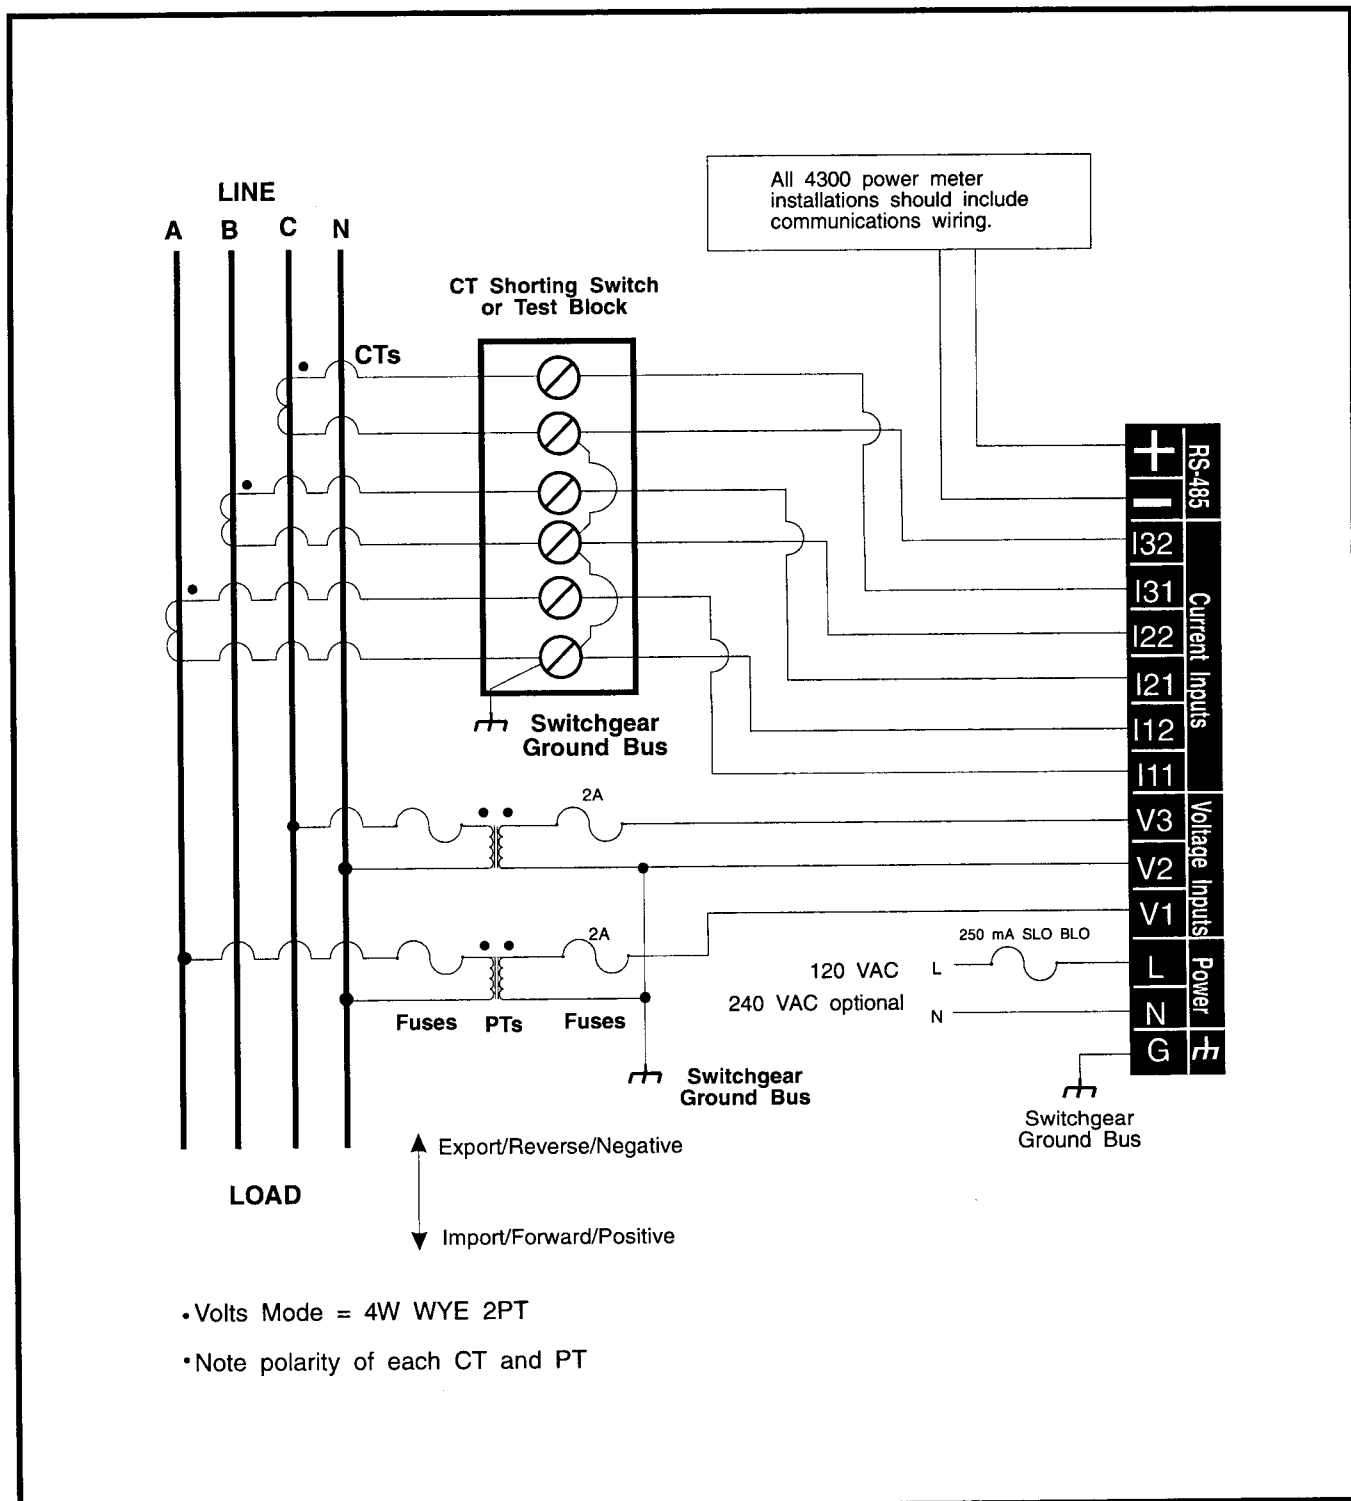 All 4300 power meter
installations should include
communications wiring.
LINE
A B C N
CT Shorting Switch
or Test Block
CTs
+
-
RS-485
I32
I31
I22
I21
I12
I11
Current Inputs
Switchgear
Ground Bus
2A
V3
V2
V1
Voltage Inputs
2A
250 mA SLO BLO
120 VAC L
240 VAC optional N
L
N
Power
G
Fuses PTs Fuses
Switchgear
Ground Bus
Switchgear
Ground Bus
Export/Reverse/Negative
LOAD
Import/Forward/Positive
•Volts Mode = 4W WYE 2PT
•Note polarity of each CT and PT